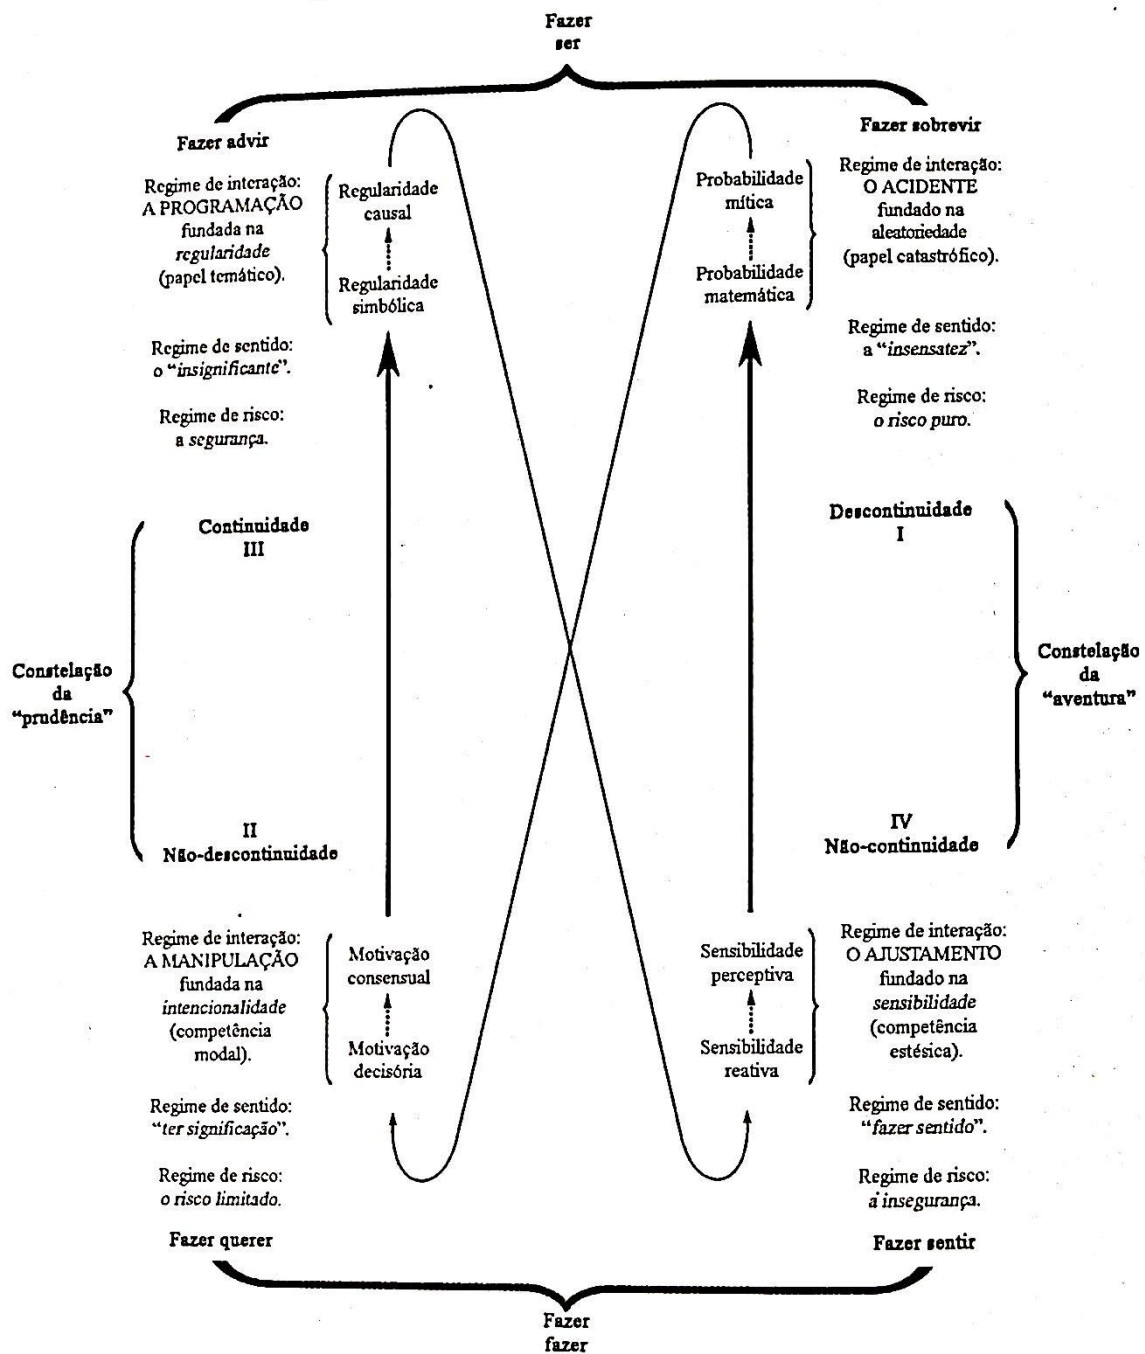 Fazer
ser
Fazer advir
Regime de interação:
A PROGRAMAÇÃO
fundada na
regularidade
(papel temático).
Regularidade
causal
Regularidade
simbólica
Regime de sentido:
o “insignificante”.
Regime de risco:
a segurança.
Fazer sobrevir
Probabilidade
mítica
Probabilidade
matemática
Regime de interação:
O ACIDENTE
fundado na
aleatoriedade
(papel catastrófico).
Regime de sentido:
a “insensatez”.
Regime de risco:
o risco puro.
Continuidade
III
Descontinuidade
I
Constelação
da
“prudência”
Constelação
da
“aventura”
II
Não-descontinuidade
IV
Não-continuidade
Regime de interação:
A MANIPULAÇÃO
fundada na
intencionalidade
(competência
modal).
Motivação
consensual
Motivação
decisória
Regime de sentido:
“ter significação”.
Regime de risco:
o risco limitado.
Fazer querer
Sensibilidade
perceptiva
Sensibilidade
reativa
Regime de interação:
O AJUSTAMENTO
fundado na
sensibilidade
(competência
estésica).
Regime de sentido:
“fazer sentido”.
Regime de risco:
a insegurança.
Fazer sentir
Fazer
fazer